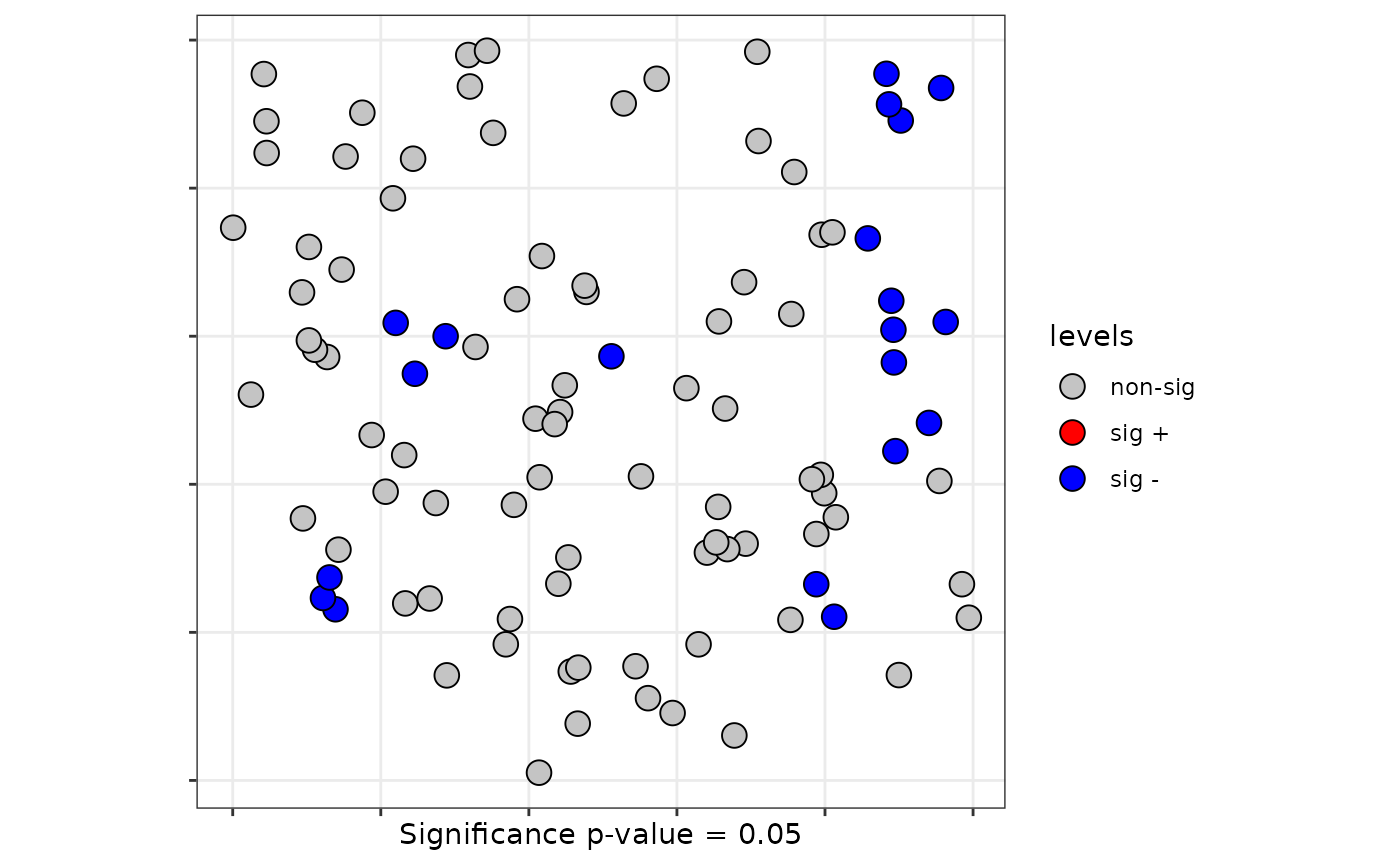 levels
non-sig
sig +
sig -
Significance p-value = 0.05